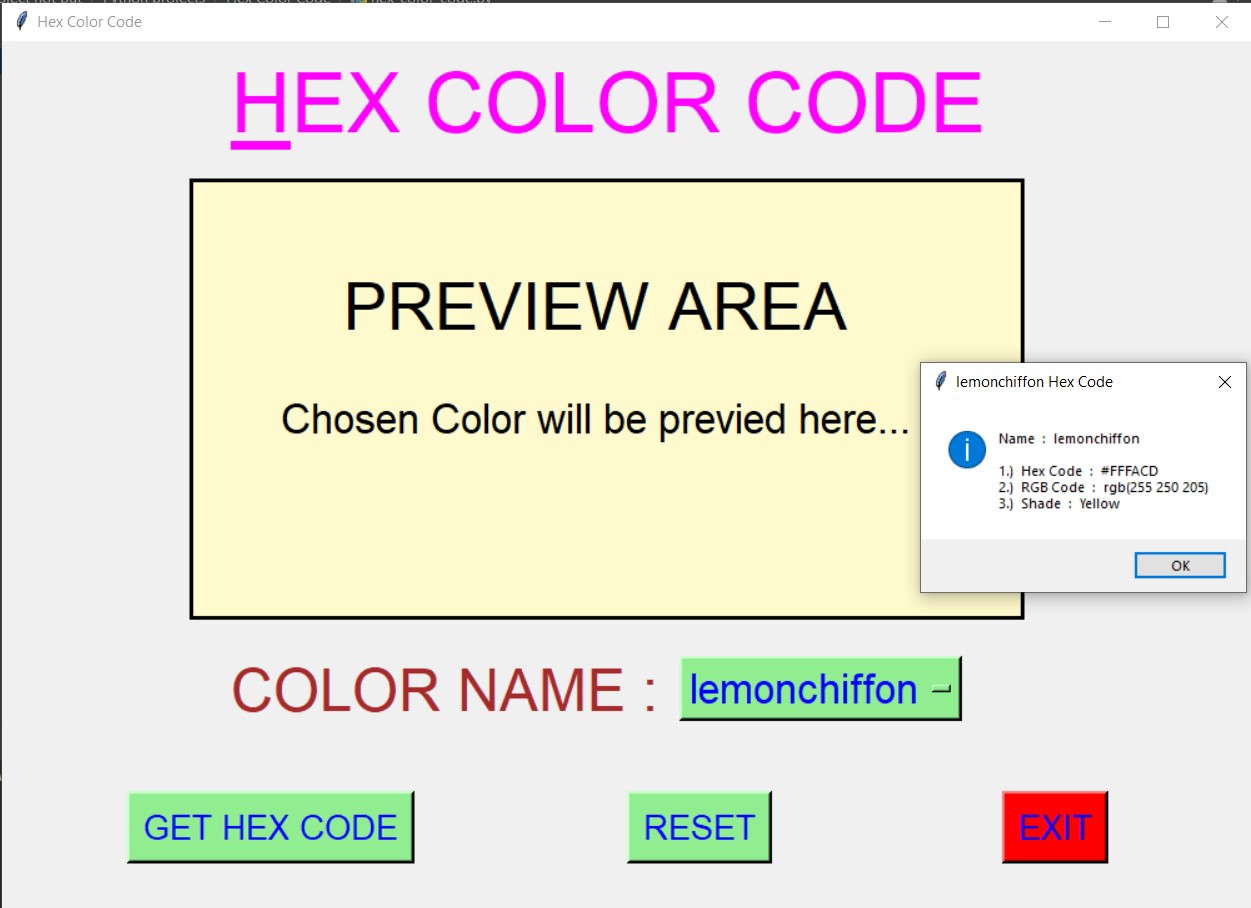 Hex Color Code
HEX COLOR CODE
PREVIEW AREA
Chosen Color will be previed here...
lemonchiffon Hex Code
Name : lemonchiffon
1.) Hex Code : #FFFACD
2.) RGB Code : rgb(255 250 205)
3.) Shade : Yellow
OK
COLOR NAME : lemonchiffon
GET HEX CODE RESET EXIT